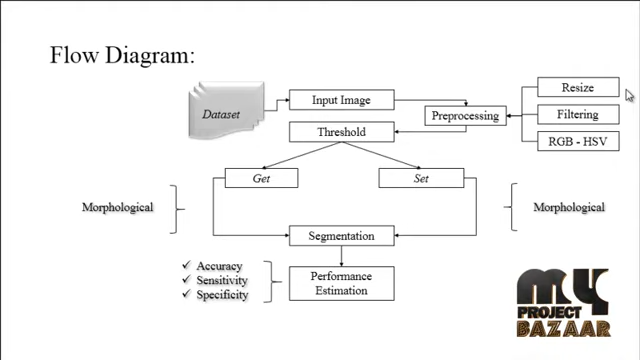 Flow Diagram:
Dataset
Input Image
Resize
Preprocessing
Filtering
Threshold
RGB - HSV
Get
Set
Morphological
Morphological
Segmentation
✓ Accuracy
✓ Sensitivity
✓ Specificity
Performance
Estimation
my
PROJECT
BAZAAR